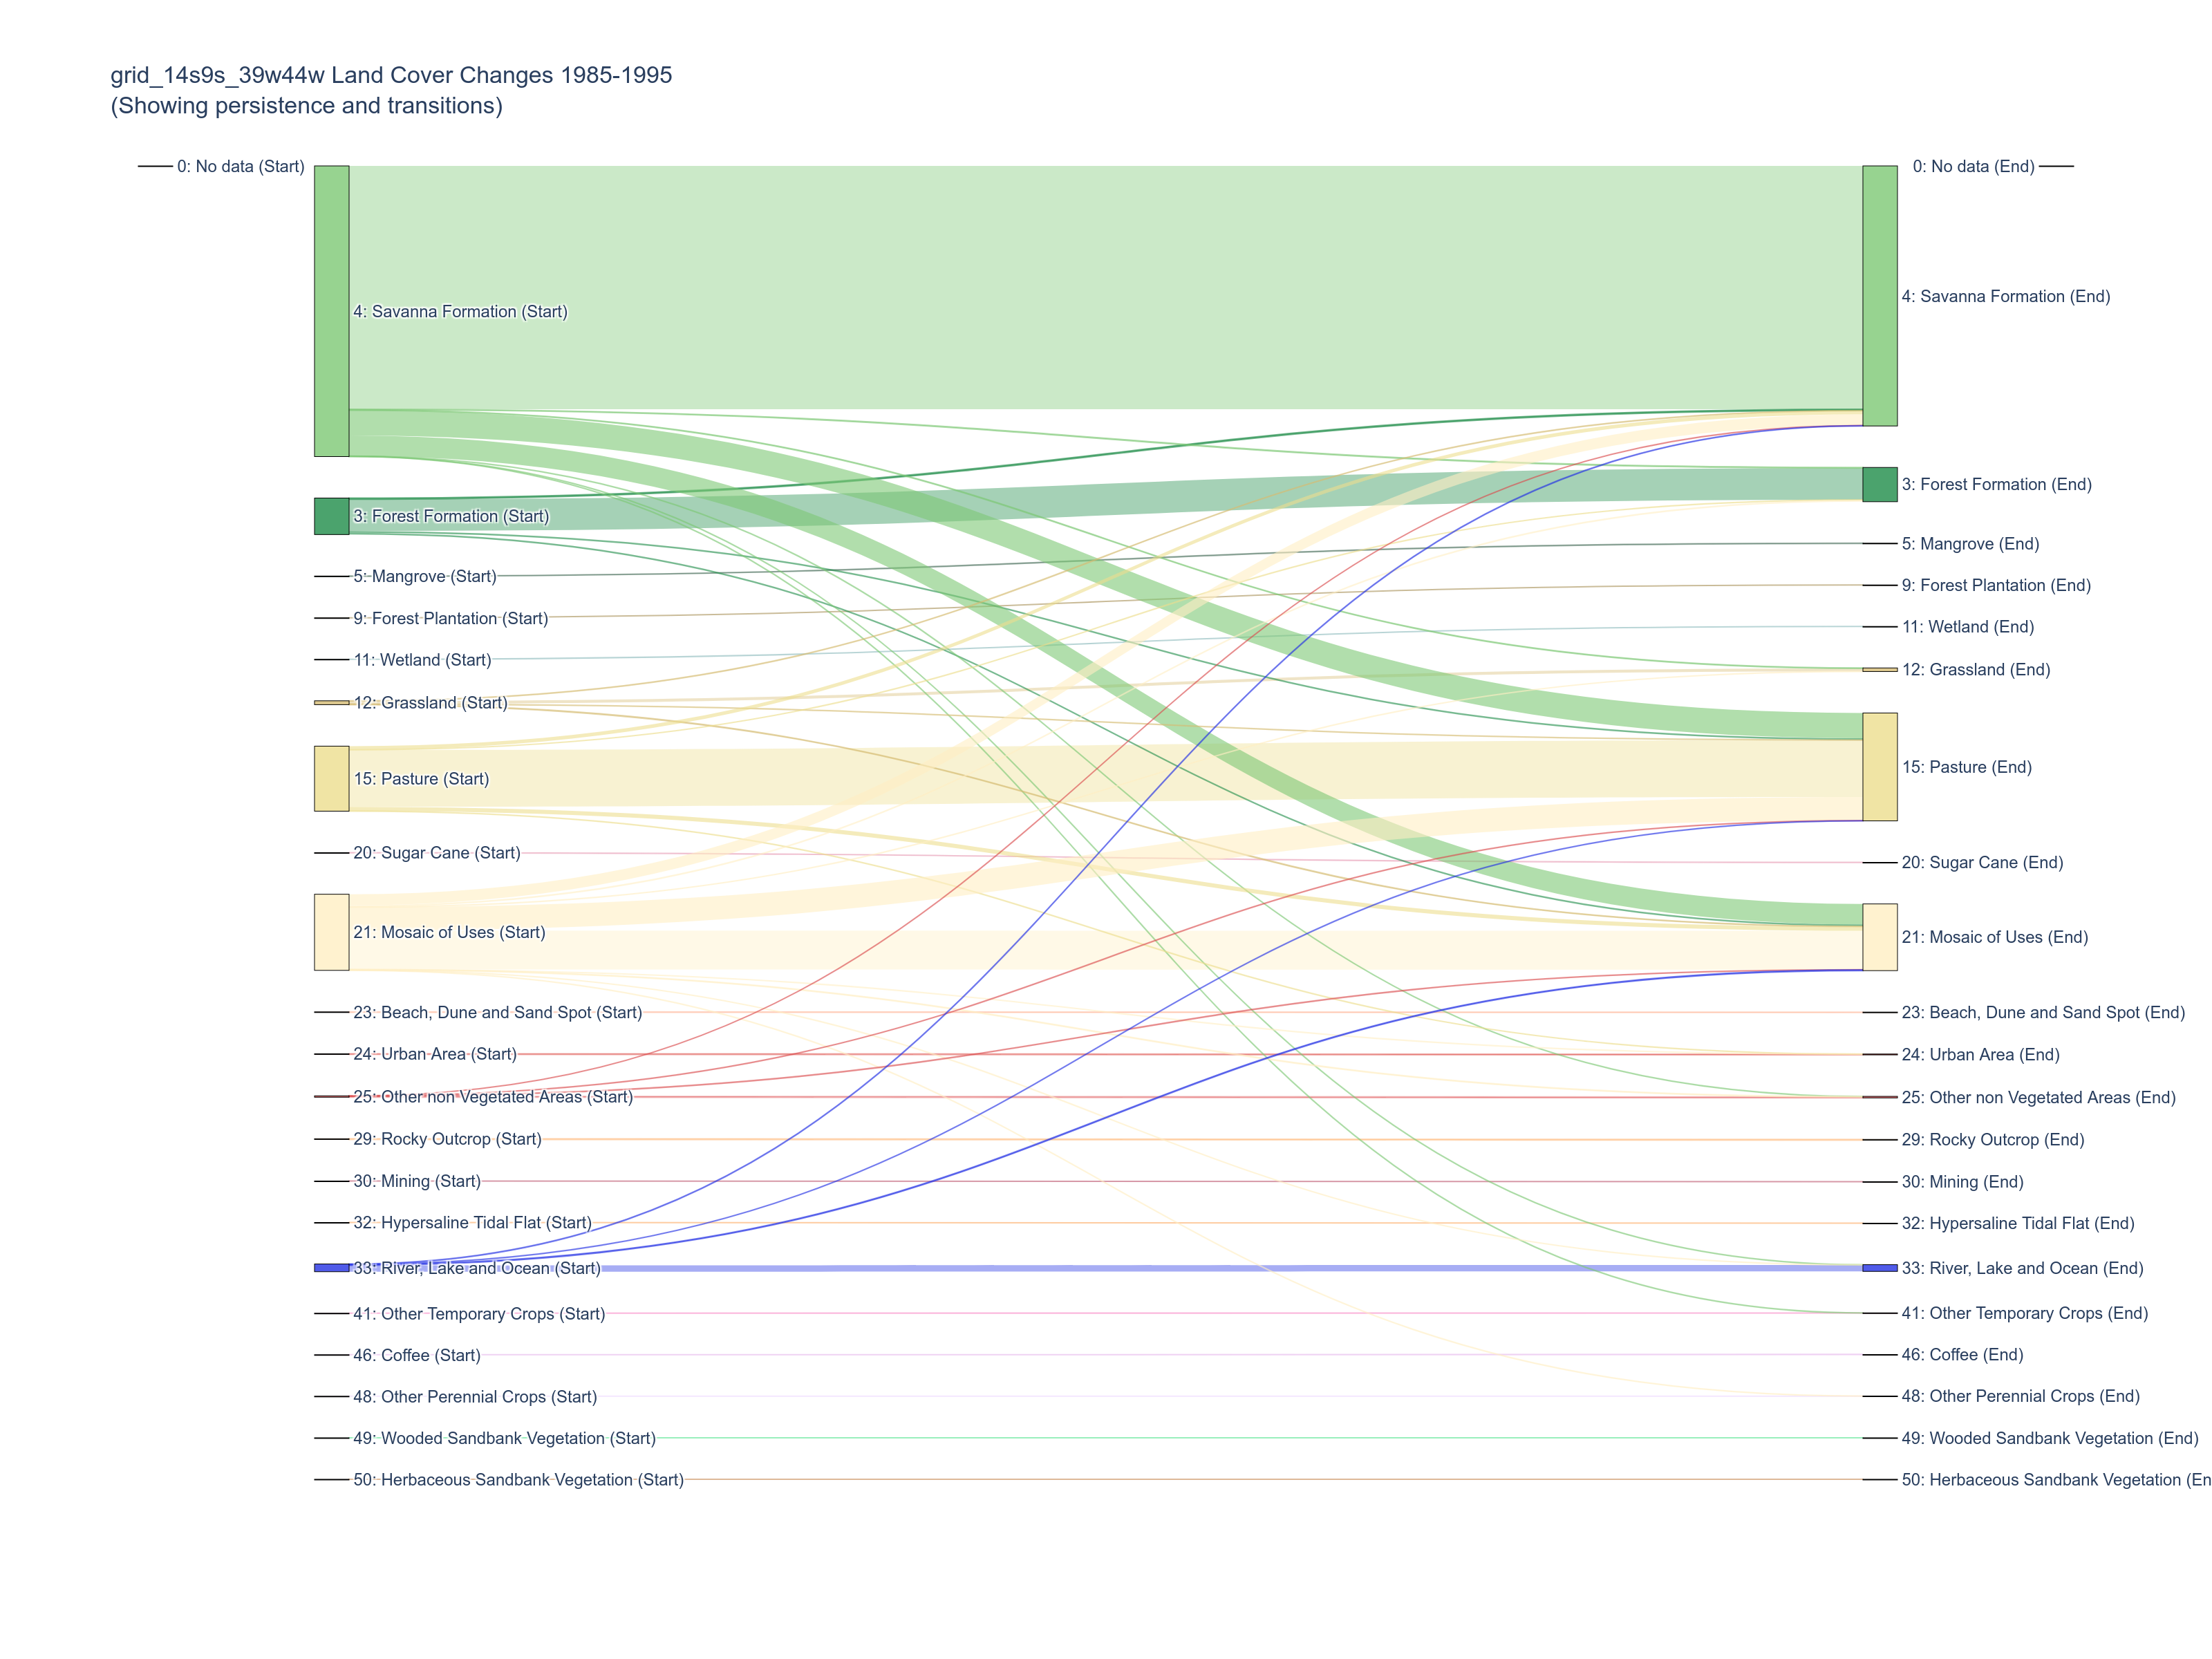 grid_14s9s_39w44w Land Cover Changes 1985-1995
(Showing persistence and transitions)
0: No data (Start)
0: No data (End)
4: Savanna Formation (Start)
4: Savanna Formation (End)
3: Forest Formation (Start)
3: Forest Formation (End)
5: Mangrove (Start)
5: Mangrove (End)
9: Forest Plantation (Start)
9: Forest Plantation (End)
11: Wetland (Start)
11: Wetland (End)
12: Grassland (Start)
12: Grassland (End)
15: Pasture (Start)
15: Pasture (End)
20: Sugar Cane (Start)
20: Sugar Cane (End)
21: Mosaic of Uses (Start)
21: Mosaic of Uses (End)
23: Beach, Dune and Sand Spot (Start)
23: Beach, Dune and Sand Spot (End)
24: Urban Area (Start)
24: Urban Area (End)
25: Other non Vegetated Areas (Start)
25: Other non Vegetated Areas (End)
29: Rocky Outcrop (Start)
29: Rocky Outcrop (End)
30: Mining (Start)
30: Mining (End)
32: Hypersaline Tidal Flat (Start)
32: Hypersaline Tidal Flat (End)
33: River, Lake and Ocean (Start)
33: River, Lake and Ocean (End)
41: Other Temporary Crops (Start)
41: Other Temporary Crops (End)
46: Coffee (Start)
46: Coffee (End)
48: Other Perennial Crops (Start)
48: Other Perennial Crops (End)
49: Wooded Sandbank Vegetation (Start)
49: Wooded Sandbank Vegetation (End)
50: Herbaceous Sandbank Vegetation (Start)
50: Herbaceous Sandbank Vegetation (En